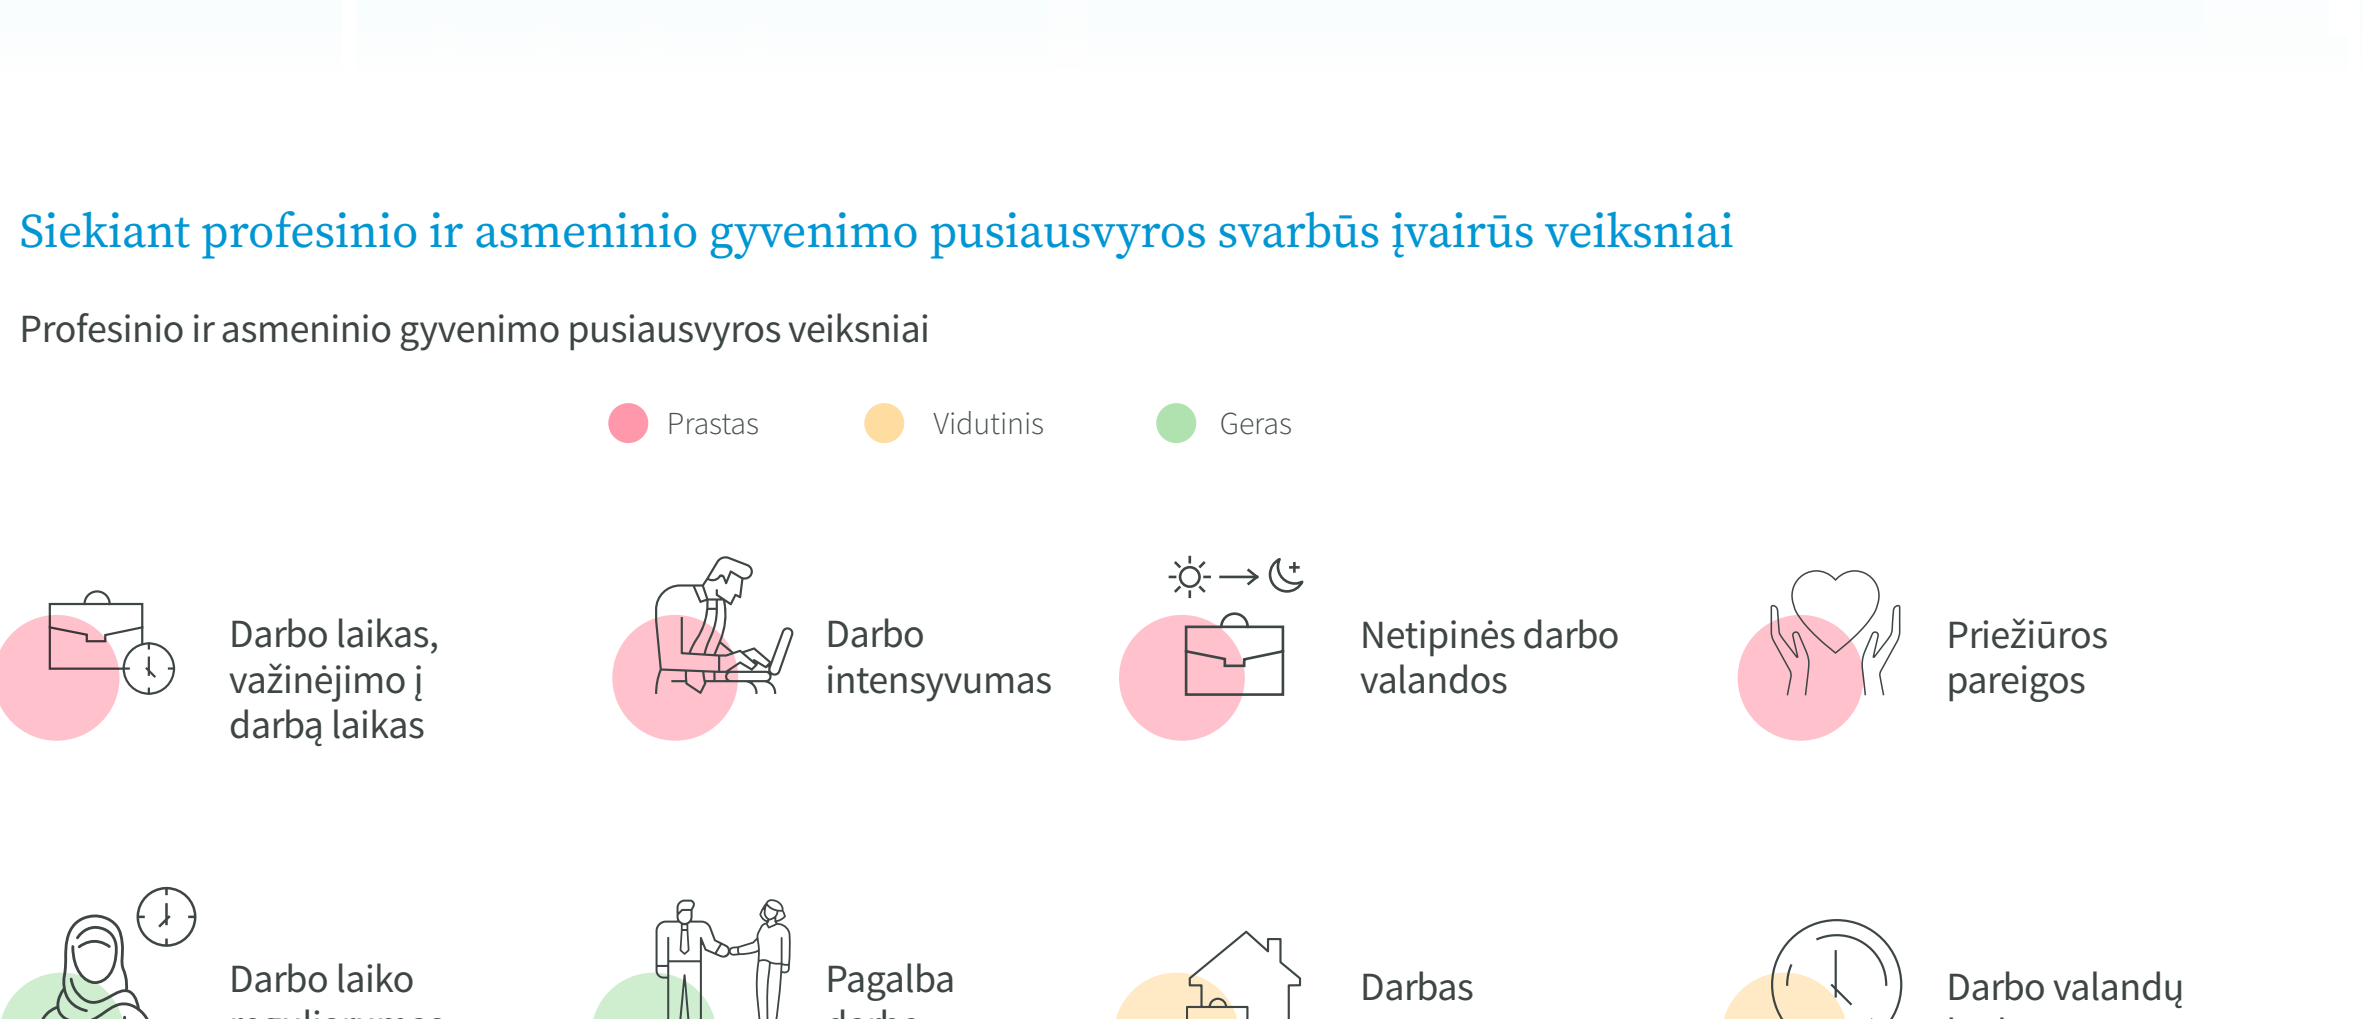 Siekiant profesinio ir asmeninio gyvenimo pusiausvyros svarbūs įvairūs veiksniai
Profesinio ir asmeninio gyvenimo pusiausvyros veiksniai
Prastas
Vidutinis
Geras
Darbo laikas,
važinėjimo į
darbą laikas
Darbo
intensyvumas
Netipinės darbo
valandos
Priežiūros
pareigos
Darbo laiko
Pagalba
Darbas
Darbo valandų